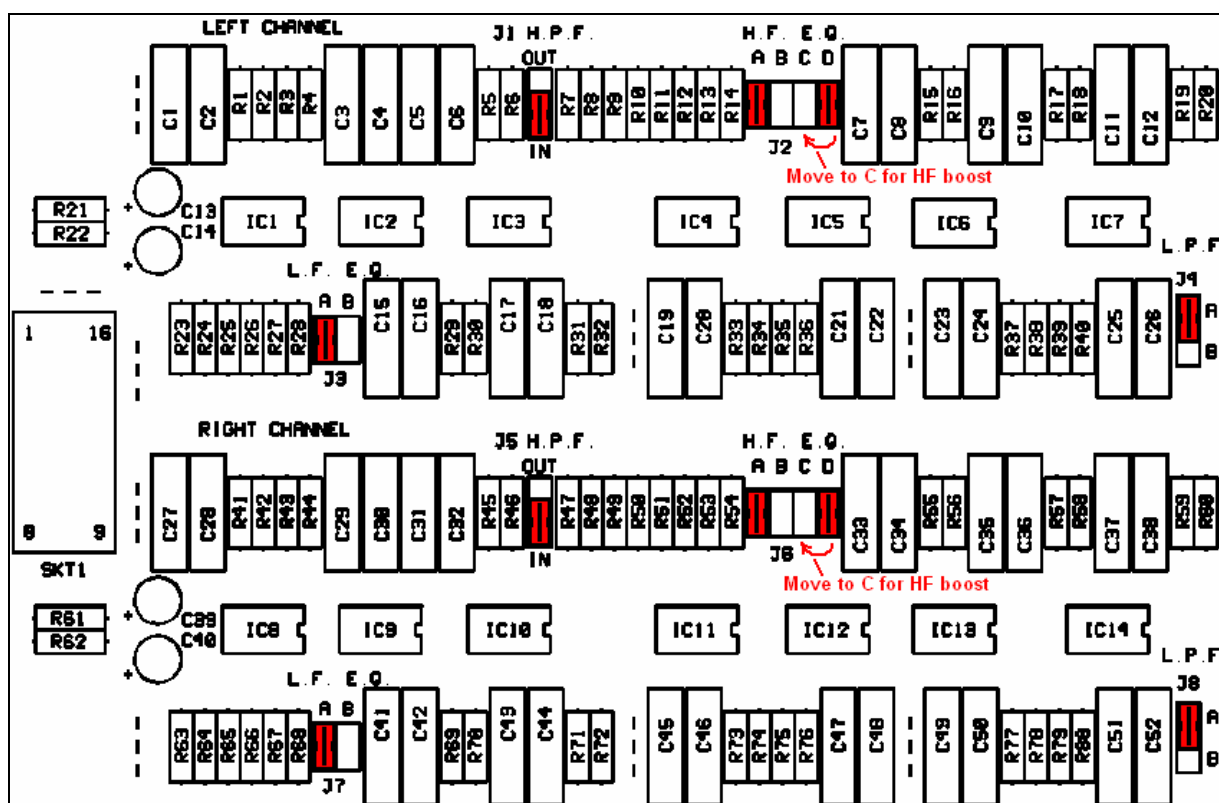 LEFT CHANNEL
J1 H.P.F.
OUT
IN
H.F. E.Q.
A B C D
J2
Move to C for HF boost
C1 C2 R1 R2 R3 R4 C3 C4 C5 C6 R5 R6 R7 R8 R9 R10 R11 R12 R13 R14 C7 C8 R15 R16 C9 C10 R17 R18 C11 C12 R19 R20
R21
R22
+
+
C13
C14
IC1 IC2 IC3 IC4 IC5 IC6 IC7
L.P.F
J4
A
B
L.F. E.Q.
A B
J3
R23 R24 R25 R26 R27 R28 C15 C16 R29 R30 C17 C18 R31 R32 C19 C20 R33 R34 R35 R36 C21 C22 C23 C24 R37 R38 R39 R40 C25 C26
1 16
8 9
SKT1
RIGHT CHANNEL
J5 H.P.F.
OUT
IN
H.F. E.Q.
A B C D
J6
Move to C for HF boost
C27 C28 R41 R42 R43 R44 C29 C30 C31 C32 R45 R46 R47 R48 R49 R50 R51 R52 R53 R54 C33 C34 R55 R56 C35 C36 R57 R58 C37 C38 R59 R60
R61
R62
+
+
C39
C40
IC8 IC9 IC10 IC11 IC12 IC13 IC14
L.P.F
J8
A
B
L.F. E.Q.
A B
J7
R63 R64 R65 R66 R67 R68 C41 C42 R69 R70 C43 C44 R71 R72 C45 C46 R73 R74 R75 R76 C47 C48 C49 C50 R77 R78 R79 R80 C51 C52